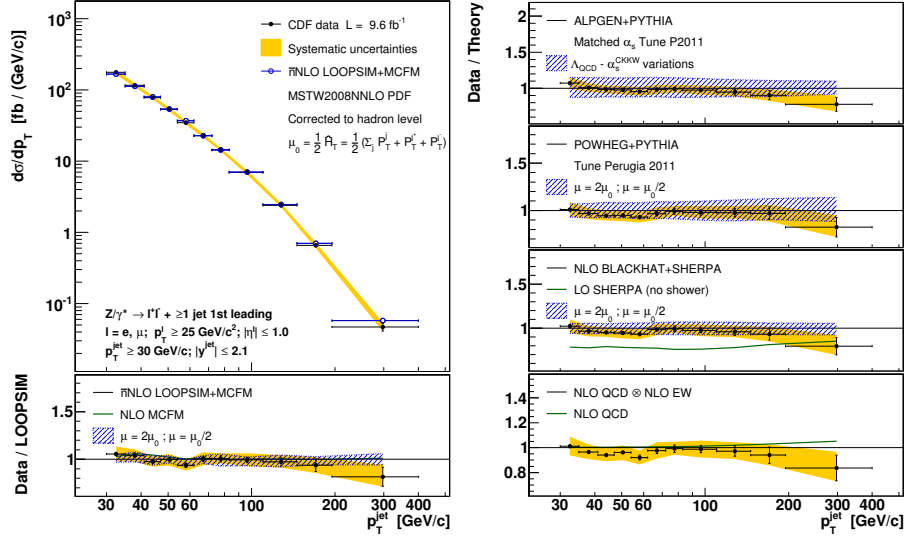 dσ/dp_T [fb / (GeV/c)]
10³
10²
10
1
10⁻¹
CDF data L = 9.6 fb⁻¹
Systematic uncertainties
n̄NLO LOOPSIM+MCFM
MSTW2008NNLO PDF
Corrected to hadron level
μ₀ = 1/2 Ĥ_T = 1/2 (Σ_j P_T^j + P_T^l⁺ + P_T^l⁻)
Z/γ* → l⁺l⁻ + ≥1 jet 1st leading
l = e, μ; p_T^l ≥ 25 GeV/c²; |η^l| ≤ 1.0
p_T^jet ≥ 30 GeV/c; |y^jet| ≤ 2.1
Data / LOOPSIM
1.5
1
n̄NLO LOOPSIM+MCFM
NLO MCFM
μ = 2μ₀ ; μ = μ₀/2
30 40 50 100 200 300 400
p_T^jet [GeV/c]
Data / Theory
2
1.5
1
ALPGEN+PYTHIA
Matched α_s Tune P2011
Λ_QCD - α_s^CKKW variations
1.5
1
POWHEG+PYTHIA
Tune Perugia 2011
μ = 2μ₀ ; μ = μ₀/2
1.5
1
NLO BLACKHAT+SHERPA
LO SHERPA (no shower)
μ = 2μ₀ ; μ = μ₀/2
1.4
1.2
1
0.8
NLO QCD ⊗ NLO EW
NLO QCD
30 40 50 100 200 300 400
p_T^jet [GeV/c]